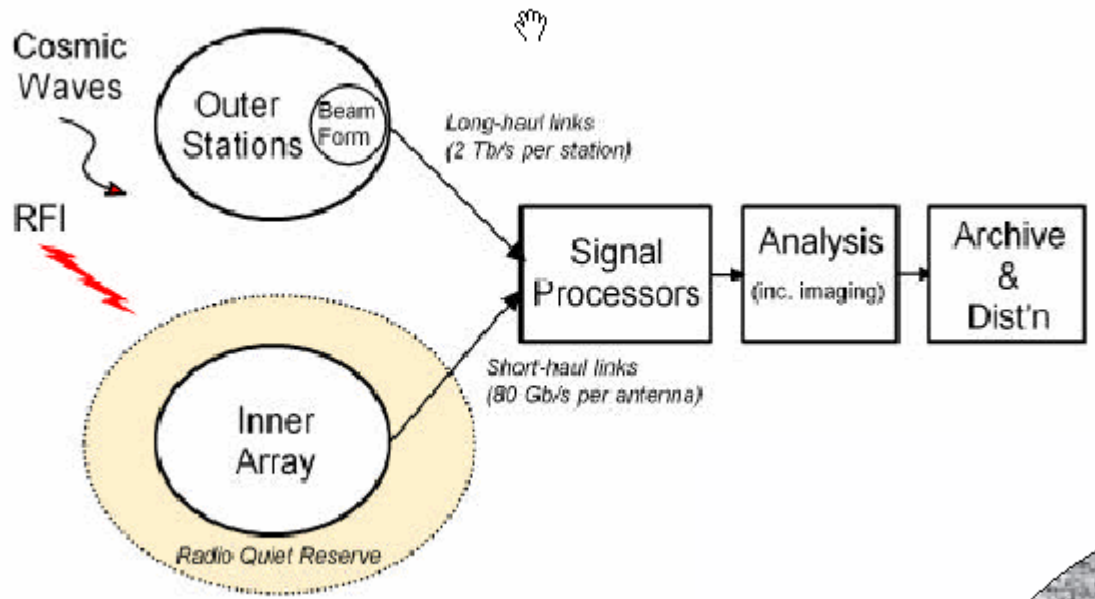 Cosmic
Waves
RFI
Outer
Stations
Beam
Form
Long-haul links
(2 Tb/s per station)
Signal
Processors
Analysis
(inc. imaging)
Archive
&
Dist'n
Short-haul links
(80 Gb/s per antenna)
Inner
Array
Radio Quiet Reserve